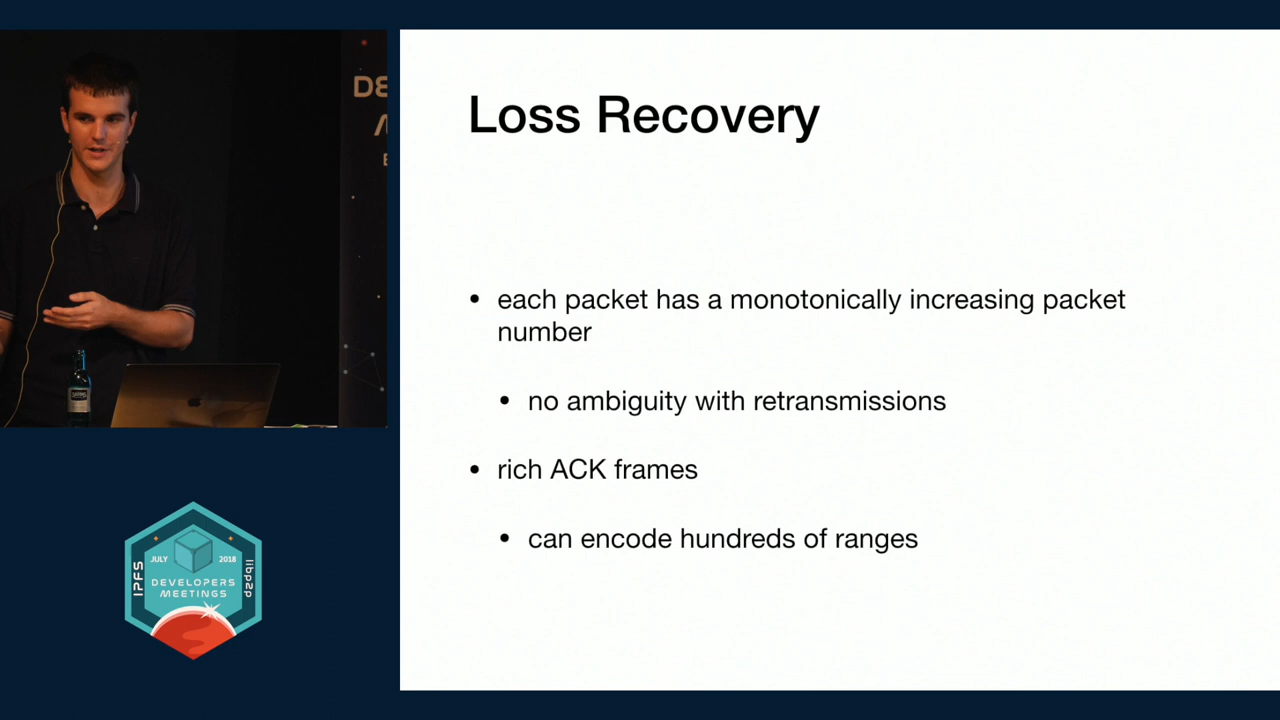 DE
Loss Recovery
• each packet has a monotonically increasing packet
number
• no ambiguity with retransmissions
• rich ACK frames
• can encode hundreds of ranges
JULY
2018
IPFS
libp2p
DEVELOPERS
MEETINGS